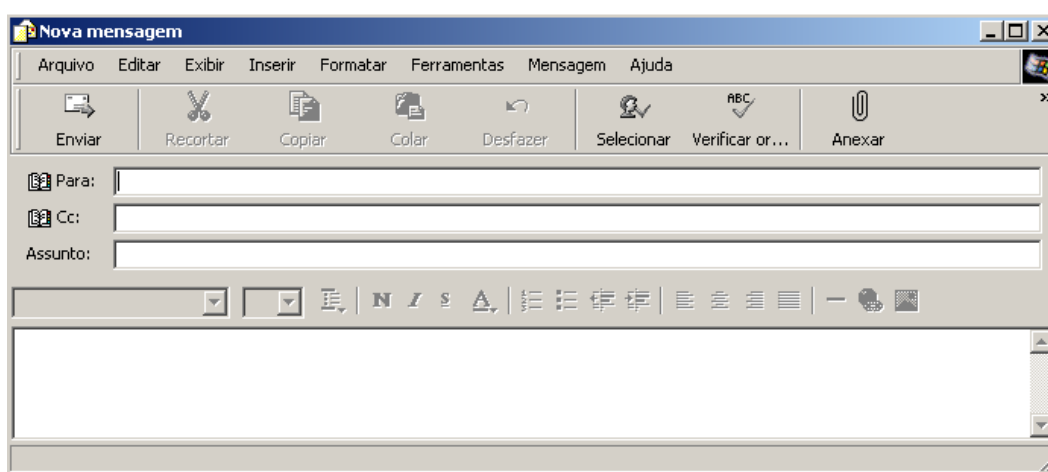 Nova mensagem
Arquivo Editar Exibir Inserir Formatar Ferramentas Mensagem Ajuda
ABC
Enviar Recortar Copiar Colar Desfazer Selecionar Verificar or... Anexar
Para:
Cc:
Assunto:
N I S A